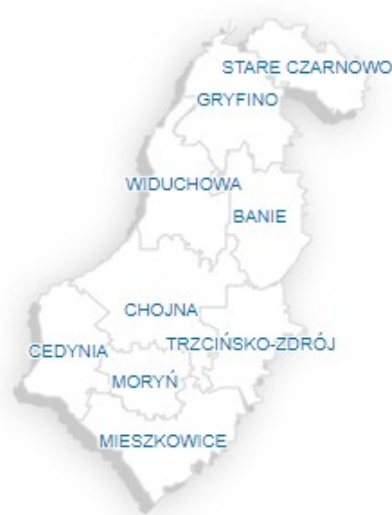 STARE CZARNOWO
GRYFINO
WIDUCHOWA
BANIE
CHOJNA
TRZCIŃSKO-ZDRÓJ
CEDYNIA
MORYŃ
MIESZKOWICE